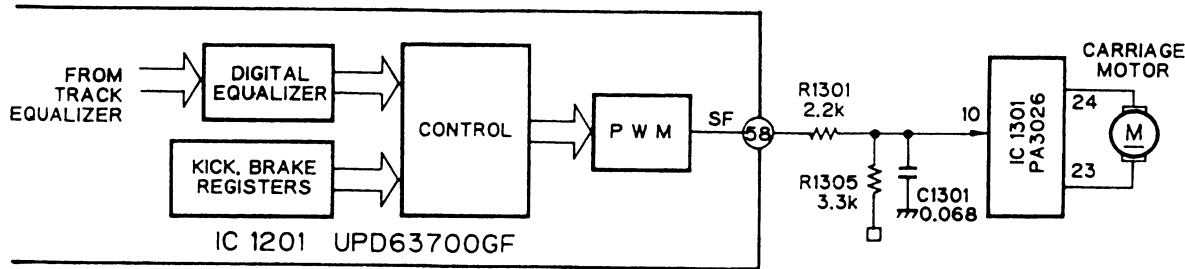 FROM
TRACK
EQUALIZER
DIGITAL
EQUALIZER
KICK, BRAKE
REGISTERS
CONTROL
PWM
SF
58
IC 1201 UPD63700GF
R1301
2.2k
R1305
3.3k
C1301
0.068
10
IC 1301
PA3026
24
23
CARRIAGE
MOTOR
M